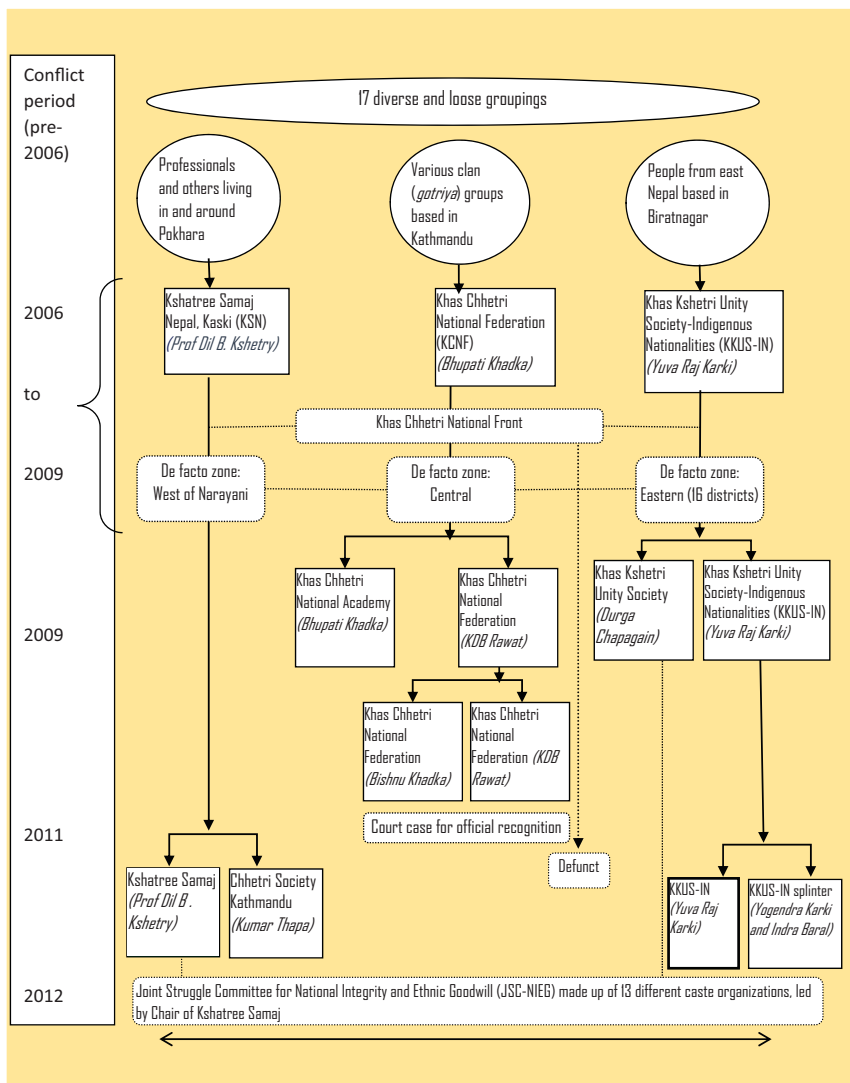 Conflict
period
(pre-
2006)
17 diverse and loose groupings
Professionals
and others living
in and around
Pokhara
Various clan
(gotriya) groups
based in
Kathmandu
People from east
Nepal based in
Biratnagar
2006
Kshatree Samaj
Nepal, Kaski (KSN)
(Prof Dil B. Kshetry)
Khas Chhetri
National Federation
(KCNF)
(Bhupati Khadka)
Khas Kshetri Unity
Society-Indigenous
Nationalities (KKUS-IN)
(Yuva Raj Karki)
to
Khas Chhetri National Front
2009
De facto zone:
West of Narayani
De facto zone:
Central
De facto zone:
Eastern (16 districts)
2009
Khas Chhetri
National Academy
(Bhupati Khadka)
Khas Chhetri
National
Federation
(KDB Rawat)
Khas Kshetri
Unity Society
(Durga
Chapagain)
Khas Kshetri Unity
Society-Indigenous
Nationalities (KKUS-IN)
(Yuva Raj Karki)
Khas Chhetri
National
Federation
(Bishnu Khadka)
Khas Chhetri
National
Federation (KDB
Rawat)
2011
Court case for official recognition
Defunct
Kshatree Samaj
(Prof Dil B .
Kshetry)
Chhetri Society
Kathmandu
(Kumar Thapa)
KKUS-IN
(Yuva Raj
Karki)
KKUS-IN splinter
(Yogendra Karki
and Indra Baral)
2012
Joint Struggle Committee for National Integrity and Ethnic Goodwill (JSC-NIEG) made up of 13 different caste organizations, led
by Chair of Kshatree Samaj